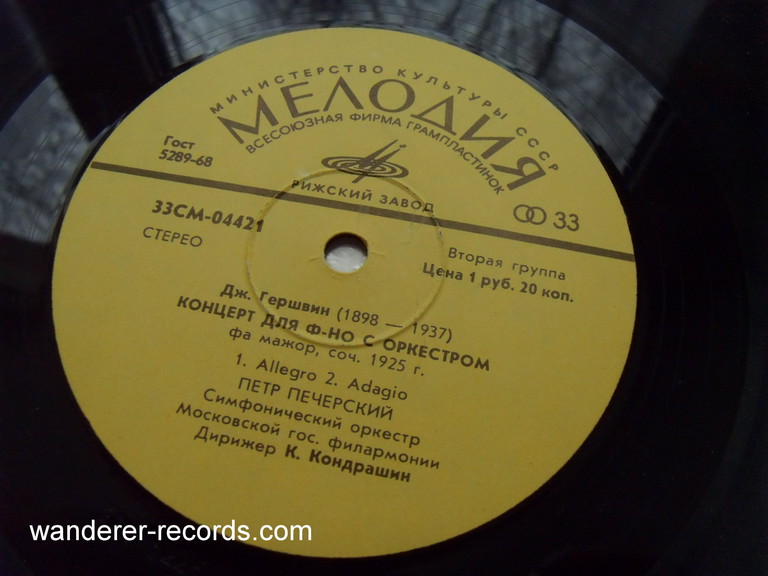 МИНИСТЕРСТВО КУЛЬТУРЫ СССР
МЕЛОДИЯ
ВСЕСОЮЗНАЯ ФИРМА ГРАМПЛАСТИНОК
Гост
5289-68
РИЖСКИЙ ЗАВОД
33
33СМ-04421
СТЕРЕО
Вторая группа
Цена 1 руб. 20 коп.
Дж. Гершвин (1898 — 1937)
КОНЦЕРТ ДЛЯ Ф-НО С ОРКЕСТРОМ
фа мажор, соч. 1925 г.
1. Allegro 2. Adagio
ПЕТР ПЕЧЕРСКИЙ
Симфонический оркестр
Московской гос. филармонии
Дирижер К. Кондрашин
wanderer-records.com